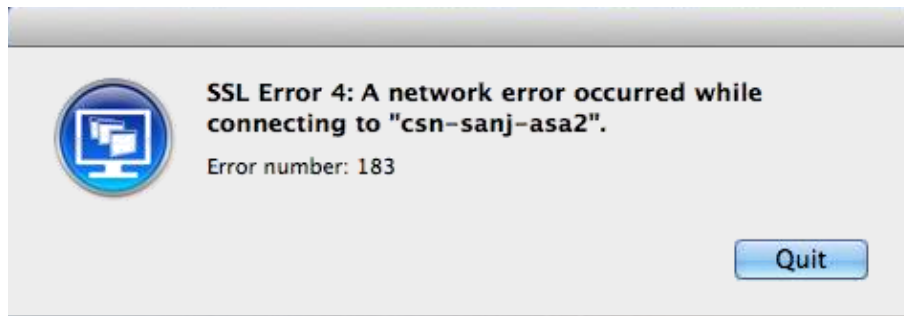 SSL Error 4: A network error occurred while
connecting to "csn-sanj-asa2".
Error number: 183
Quit